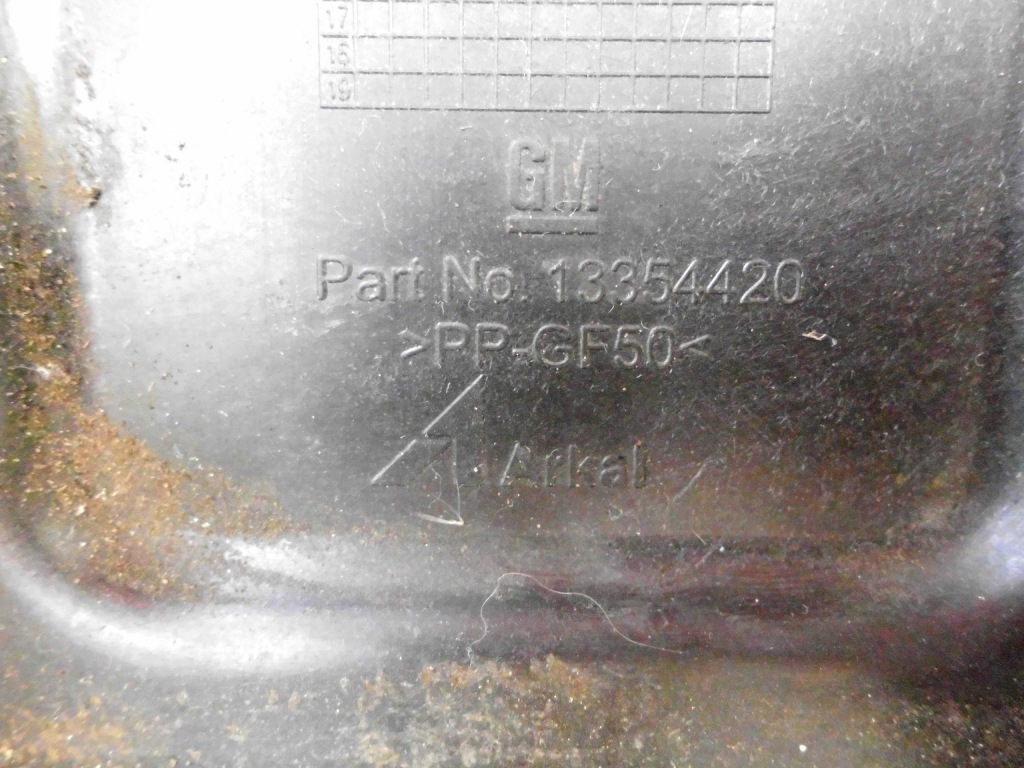 17
18
19
GM
Part No. 13354420
>PP-GF50<
Arkal